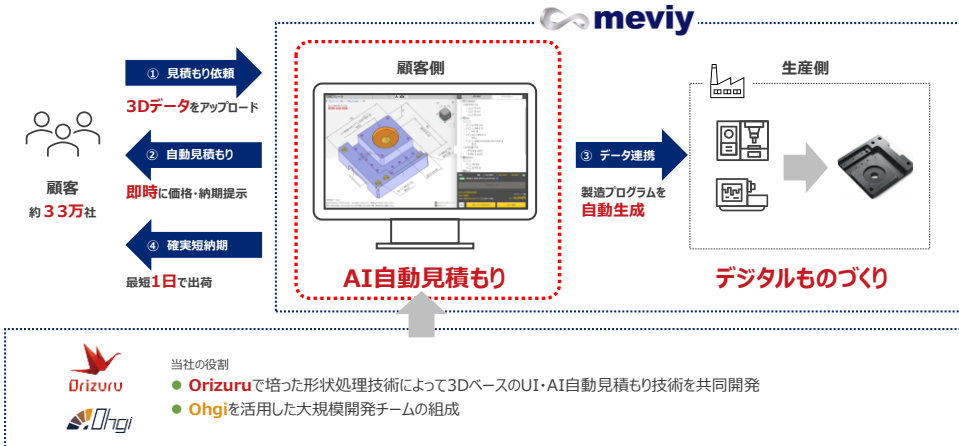 meviy
① 見積もり依頼
3Dデータをアップロード
② 自動見積もり
即時に価格・納期提示
④ 確実短納期
最短1日で出荷
顧客
約33万社
顧客側
AI自動見積もり
③ データ連携
製造プログラムを
自動生成
生産側
デジタルものづくり
Orizuru
Ohgi
当社の役割
● Orizuruで培った形状処理技術によって3DベースのUI・AI自動見積もり技術を共同開発
● Ohgiを活用した大規模開発チームの組成